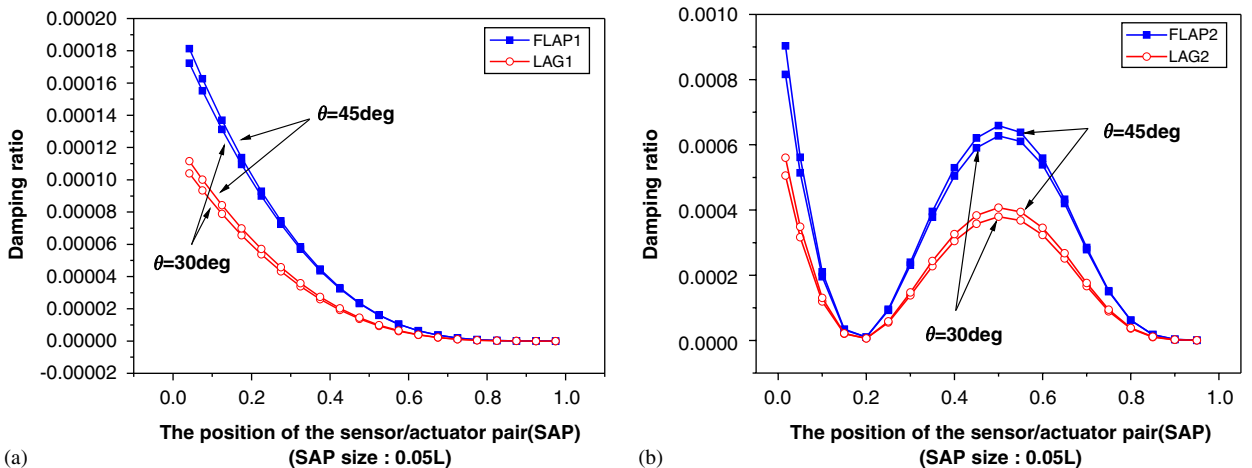 0.00020
0.00018
0.00016
0.00014
0.00012
0.00010
0.00008
0.00006
0.00004
0.00002
0.00000
-0.00002
Damping ratio
FLAP1
LAG1
θ=45deg
θ=30deg
0.0 0.2 0.4 0.6 0.8 1.0
The position of the sensor/actuator pair(SAP)
(SAP size : 0.05L)
(a)
0.0010
0.0008
0.0006
0.0004
0.0002
0.0000
Damping ratio
FLAP2
LAG2
θ=45deg
θ=30deg
0.0 0.2 0.4 0.6 0.8 1.0
The position of the sensor/actuator pair(SAP)
(SAP size : 0.05L)
(b)